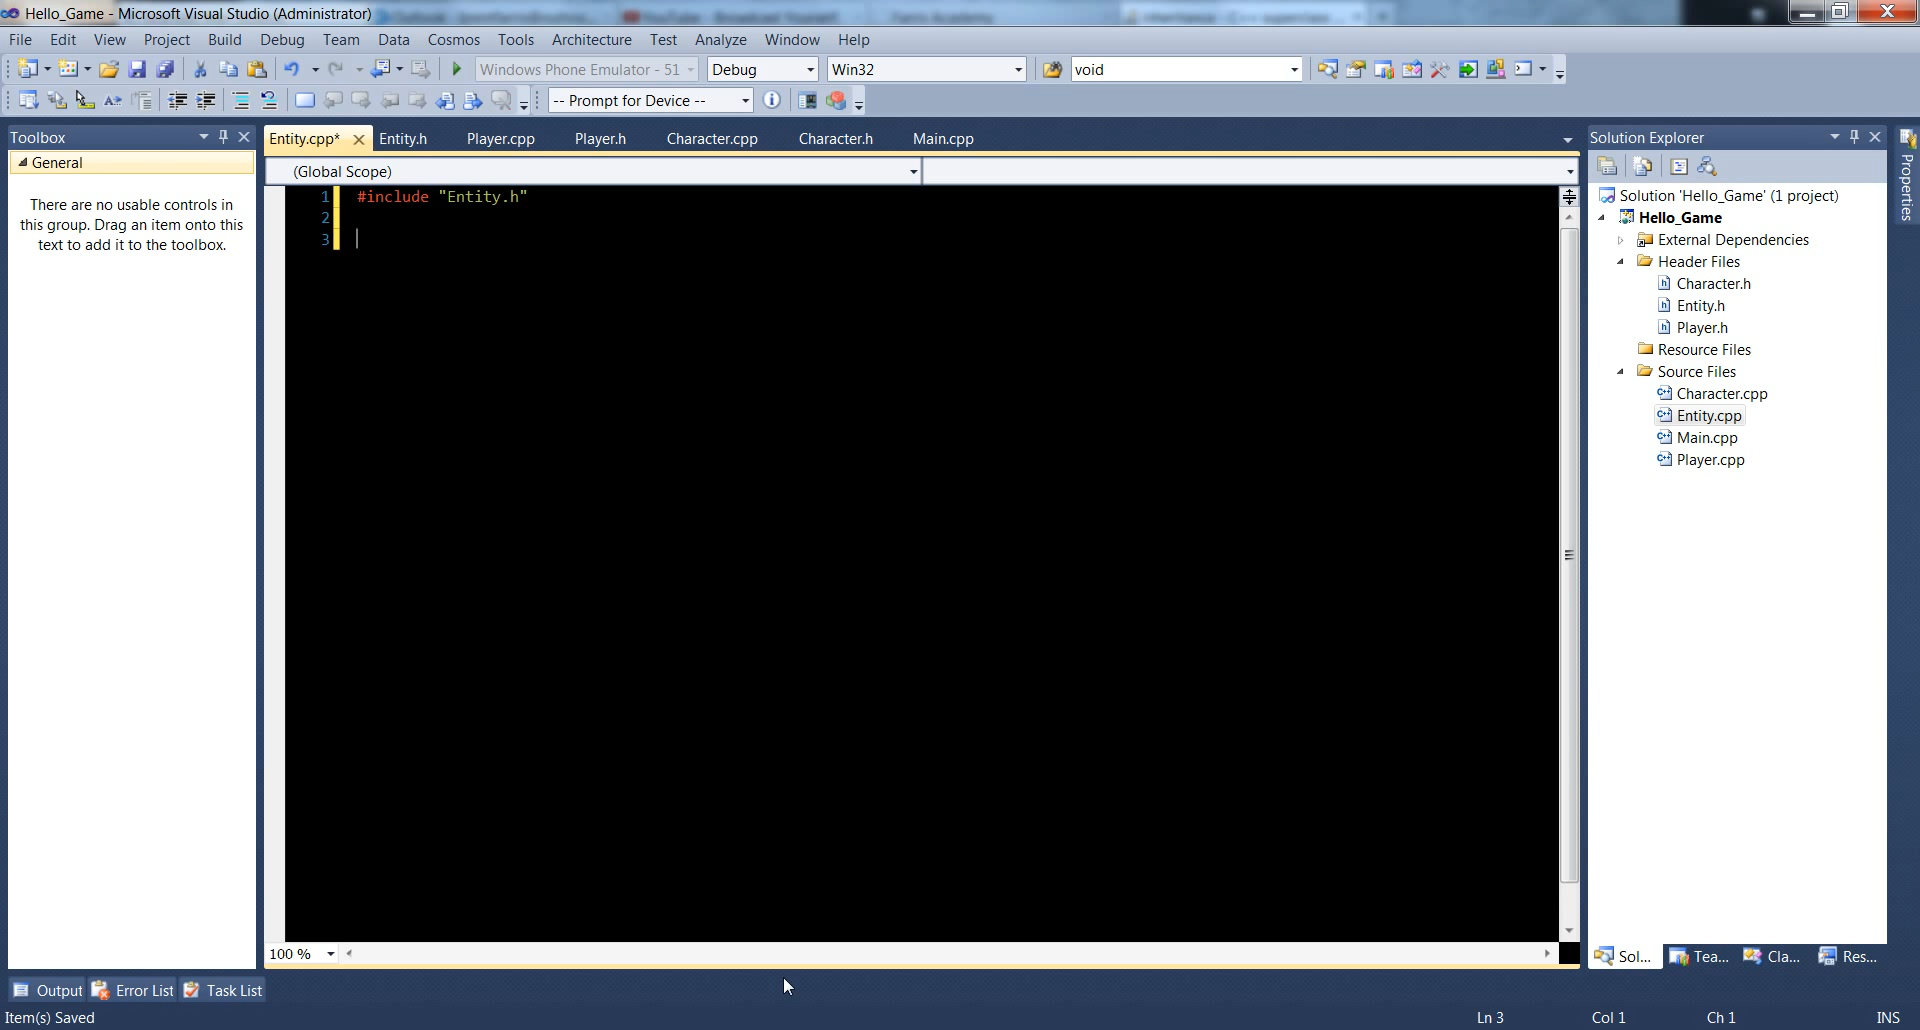 Hello_Game - Microsoft Visual Studio (Administrator)
File Edit View Project Build Debug Team Data Cosmos Tools Architecture Test Analyze Window Help
Windows Phone Emulator - 51 Debug Win32 void
-- Prompt for Device --
Toolbox
General
There are no usable controls in
this group. Drag an item onto this
text to add it to the toolbox.
Entity.cpp* Entity.h Player.cpp Player.h Character.cpp Character.h Main.cpp
(Global Scope)
1 #include "Entity.h"
2
3
100 %
Solution Explorer
Solution 'Hello_Game' (1 project)
Hello_Game
External Dependencies
Header Files
Character.h
Entity.h
Player.h
Resource Files
Source Files
Character.cpp
Entity.cpp
Main.cpp
Player.cpp
Sol... Tea... Cla... Res...
Properties
Output Error List Task List
Item(s) Saved Ln 3 Col 1 Ch 1 INS